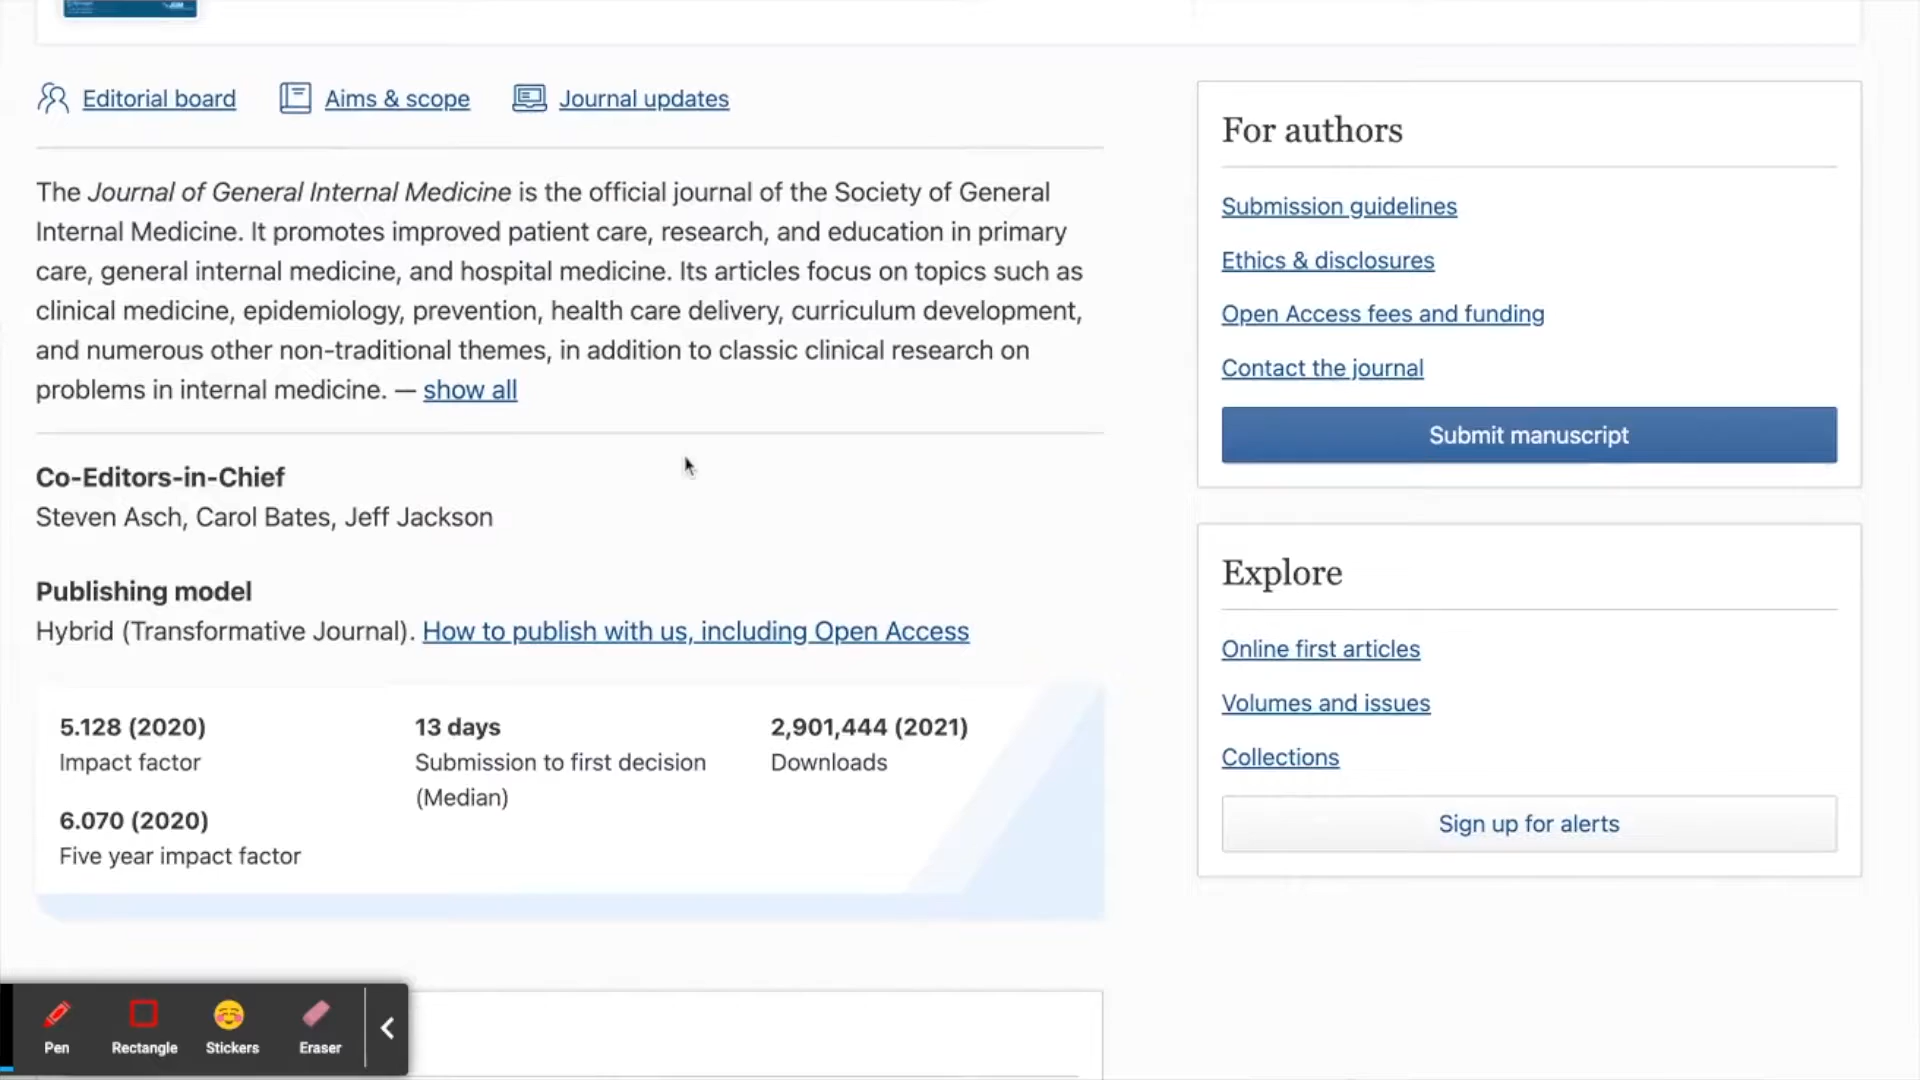 Editorial board
Aims & scope
Journal updates
The Journal of General Internal Medicine is the official journal of the Society of General
Internal Medicine. It promotes improved patient care, research, and education in primary
care, general internal medicine, and hospital medicine. Its articles focus on topics such as
clinical medicine, epidemiology, prevention, health care delivery, curriculum development,
and numerous other non-traditional themes, in addition to classic clinical research on
problems in internal medicine. — show all
Co-Editors-in-Chief
Steven Asch, Carol Bates, Jeff Jackson
Publishing model
Hybrid (Transformative Journal). How to publish with us, including Open Access
5.128 (2020)
Impact factor
6.070 (2020)
Five year impact factor
13 days
Submission to first decision
(Median)
2,901,444 (2021)
Downloads
For authors
Submission guidelines
Ethics & disclosures
Open Access fees and funding
Contact the journal
Submit manuscript
Explore
Online first articles
Volumes and issues
Collections
Sign up for alerts
Pen
Rectangle
Stickers
Eraser